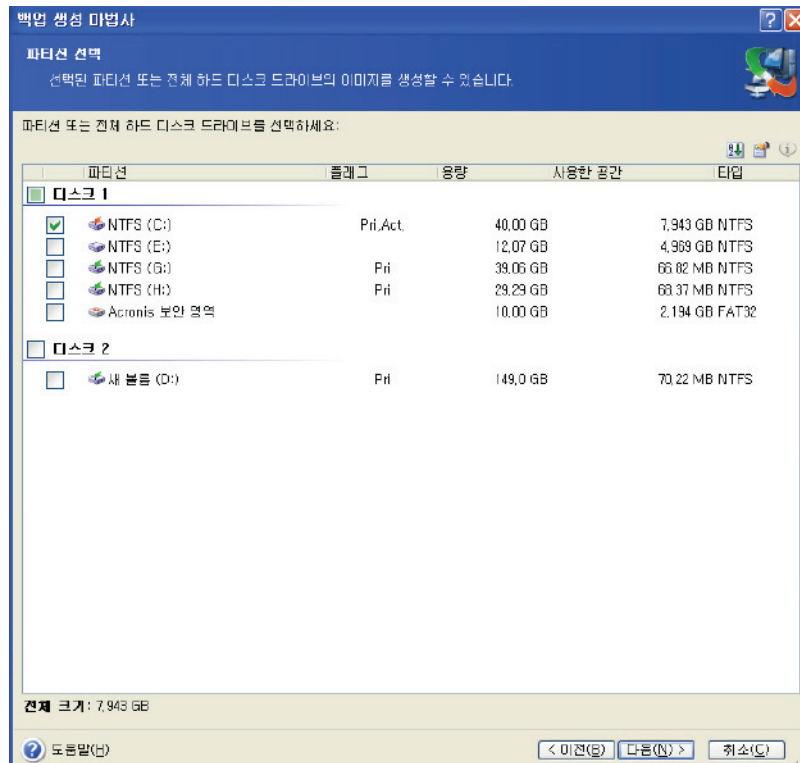 백업 생성 마법사
파티션 선택
선택된 파티션 또는 전체 하드 디스크 드라이브의 이미지를 생성할 수 있습니다.
파티션 또는 전체 하드 디스크 드라이브를 선택하세요:
파티션 플래그 용량 사용한 공간 타입
디스크 1
NTFS (C:) Pri,Act. 40,00 GB 7,943 GB NTFS
NTFS (E:) 12,07 GB 4,969 GB NTFS
NTFS (G:) Pri 39,06 GB 66,82 MB NTFS
NTFS (H:) Pri 29,29 GB 68,37 MB NTFS
Acronis 보안 영역 10,00 GB 2,194 GB FAT32
디스크 2
새 볼륨 (D:) Pri 149,0 GB 70,22 MB NTFS
전체 크기: 7,943 GB
도움말(H) < 이전(B) 다음(N) > 취소(C)